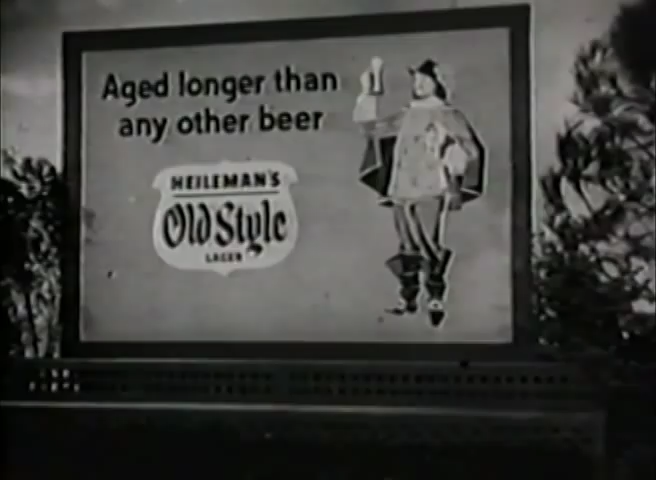 Aged longer than
any other beer
HEILEMAN'S
Old Style
LAGER